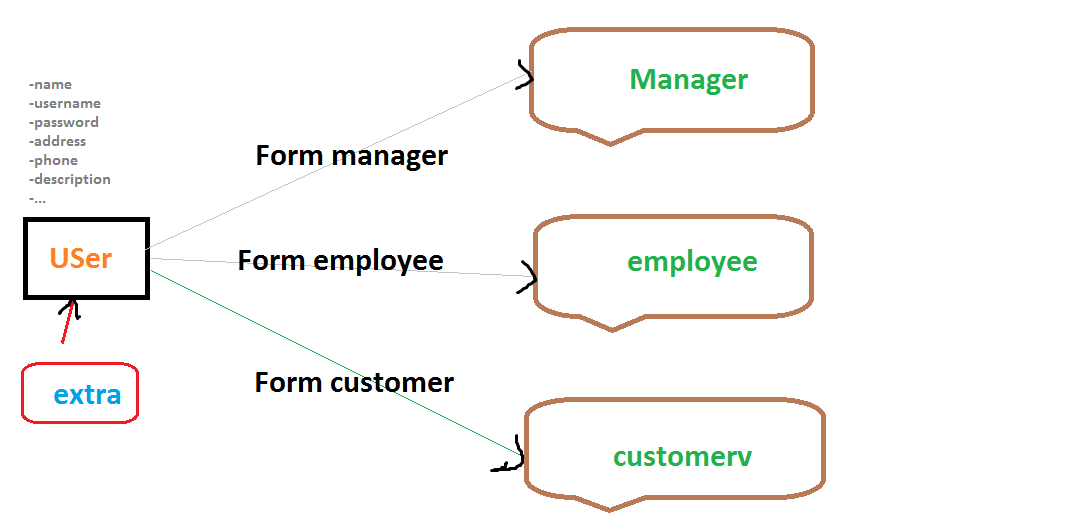 -name
-username
-password
-address
-phone
-description
-...
USer
extra
Form manager
Form employee
Form customer
Manager
employee
customerv